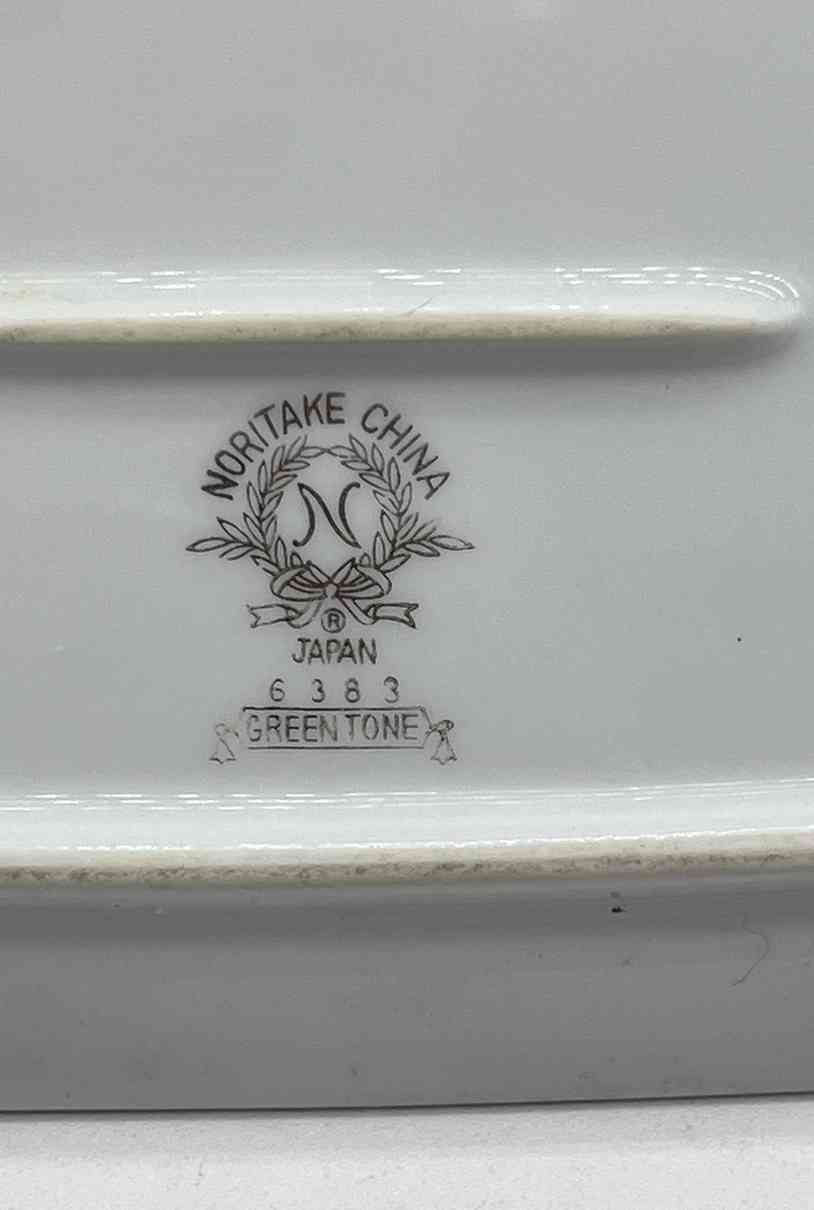 NORITAKE CHINA
N
®
JAPAN
6383
GREENTONE